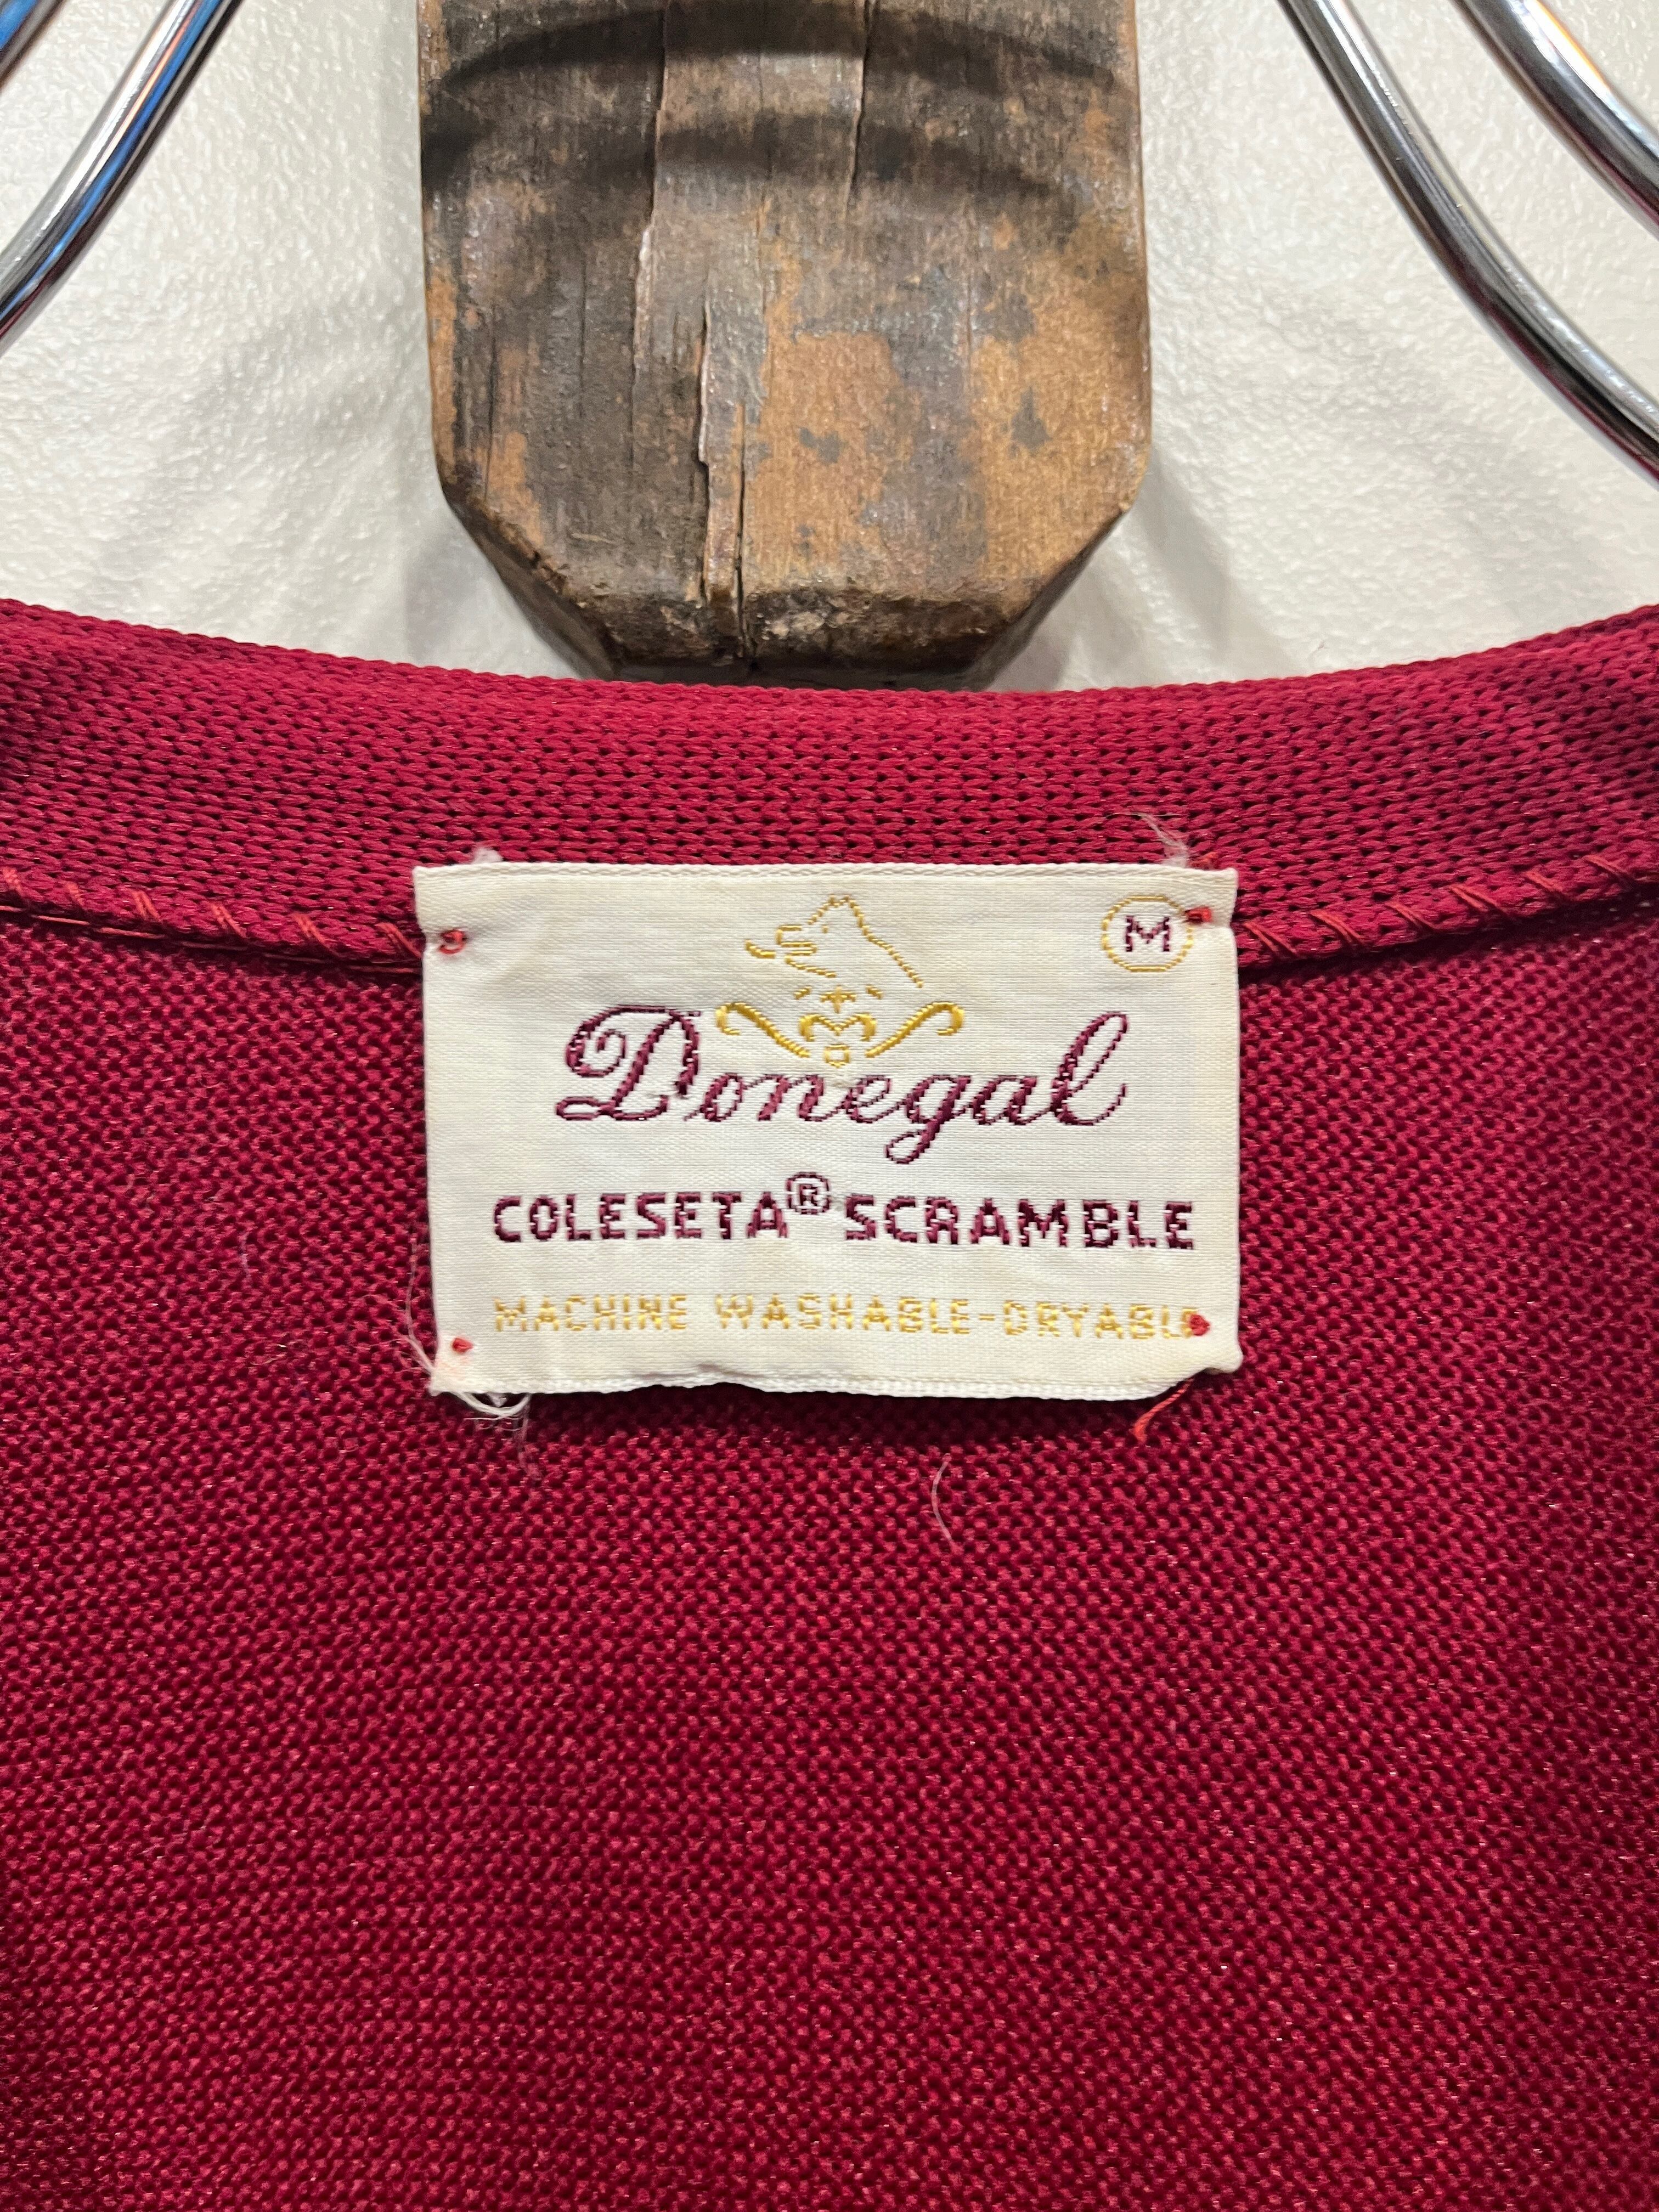 M
Donegal
COLESETA® SCRAMBLE
MACHINE WASHABLE-DRYABLE